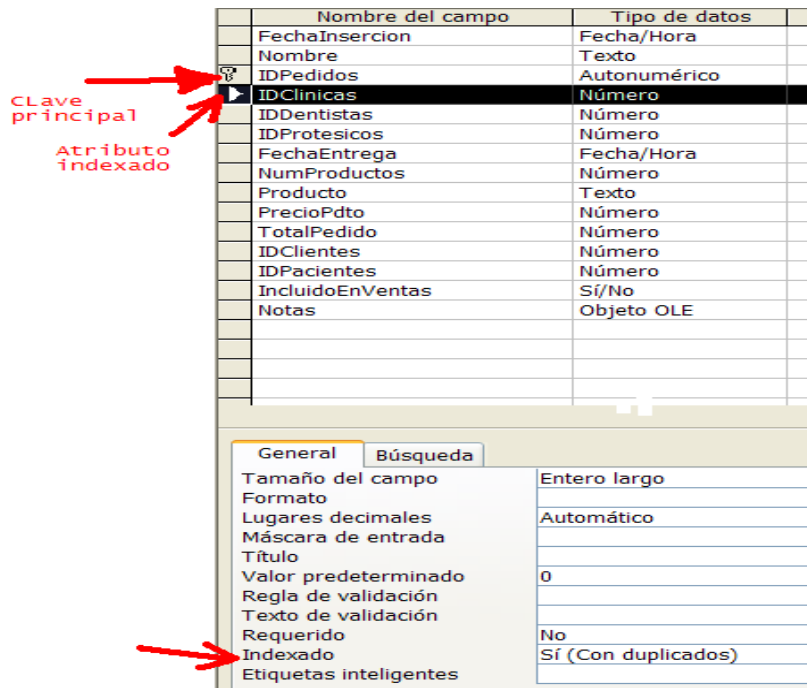 Nombre del campo Tipo de datos
FechaInsercion Fecha/Hora
Nombre Texto
IDPedidos Autonumérico
IDClinicas Número
CLave
principal
IDDentistas Número
IDProtesicos Número
Atributo
indexado
FechaEntrega Fecha/Hora
NumProductos Número
Producto Texto
PrecioPdto Número
TotalPedido Número
IDClientes Número
IDPacientes Número
IncluidoEnVentas Sí/No
Notas Objeto OLE
General Búsqueda
Tamaño del campo Entero largo
Formato
Lugares decimales Automático
Máscara de entrada
Título
Valor predeterminado 0
Regla de validación
Texto de validación
Requerido No
Indexado Sí (Con duplicados)
Etiquetas inteligentes